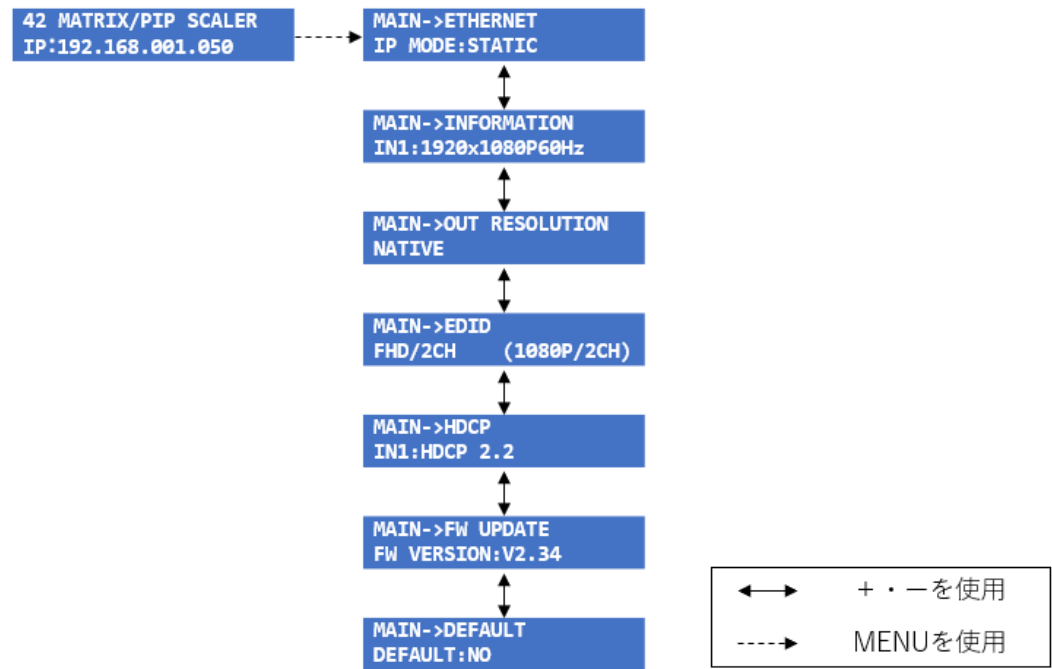 42 MATRIX/PIP SCALER
IP:192.168.001.050
MAIN->ETHERNET
IP MODE:STATIC
MAIN->INFORMATION
IN1:1920x1080P60Hz
MAIN->OUT RESOLUTION
NATIVE
MAIN->EDID
FHD/2CH (1080P/2CH)
MAIN->HDCP
IN1:HDCP 2.2
MAIN->FW UPDATE
FW VERSION:V2.34
MAIN->DEFAULT
DEFAULT:NO
＋・－を使用
MENUを使用